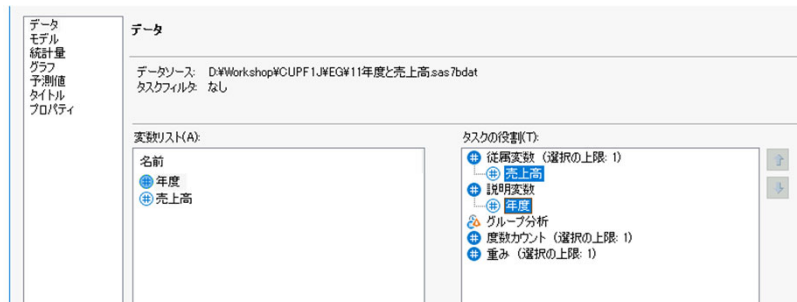 データ
モデル
統計量
グラフ
予測値
タイトル
プロパティ
データ
データソース: D:¥Workshop¥CUPF1J¥EG¥11年度と売上高.sas7bdat
タスクフィルタ: なし
変数リスト(A):
名前
年度
売上高
タスクの役割(T):
従属変数 (選択の上限: 1)
売上高
説明変数
年度
グループ分析
度数カウント (選択の上限: 1)
重み (選択の上限: 1)